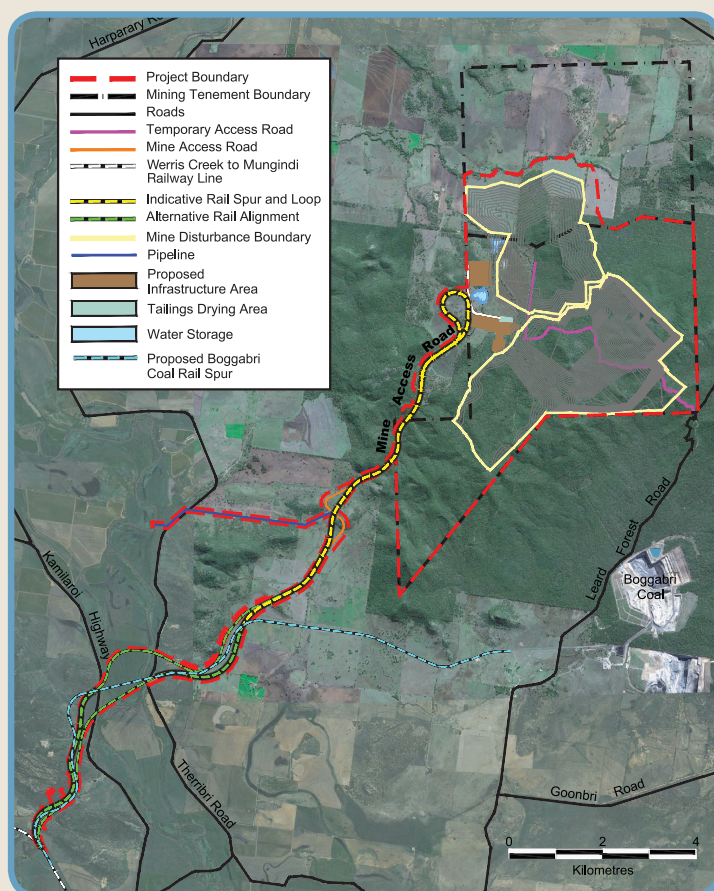 Harparary Road
Project Boundary
Mining Tenement Boundary
Roads
Temporary Access Road
Mine Access Road
Werris Creek to Mungindi
Railway Line
Indicative Rail Spur and Loop
Alternative Rail Alignment
Mine Disturbance Boundary
Pipeline
Proposed
Infrastructure Area
Tailings Drying Area
Water Storage
Proposed Boggabri
Coal Rail Spur
Mine Access Road
Kamilaroi
Highway
Leard Forest Road
Boggabri
Coal
Therribri Road
Goonbri Road
0 2 4
Kilometres